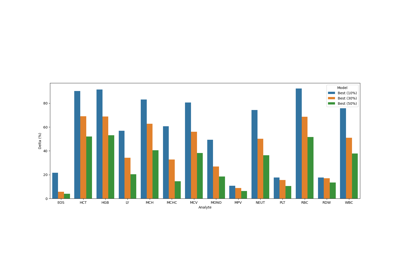 Model
Best (10%)
Best (30%)
Best (50%)
80
60
40
20
0
Delta (%)
EOS HCT HGB LY MCH MCHC MCV MONO MPV NEUT PLT RBC RDW WBC
Analyte